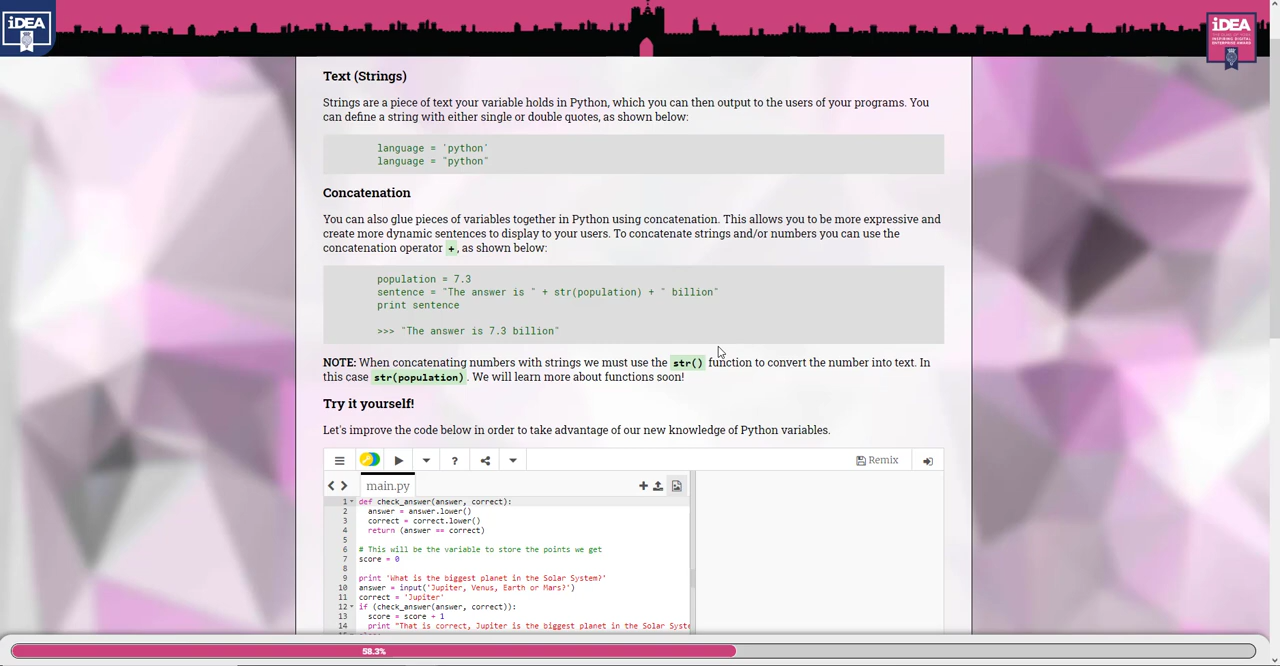 iDEA
iDEA
INSPIRING DIGITAL
ENTERPRISE AWARD
Text (Strings)
Strings are a piece of text your variable holds in Python, which you can then output to the users of your programs. You
can define a string with either single or double quotes, as shown below:
language = 'python'
language = "python"
Concatenation
You can also glue pieces of variables together in Python using concatenation. This allows you to be more expressive and
create more dynamic sentences to display to your users. To concatenate strings and/or numbers you can use the
concatenation operator +, as shown below:
population = 7.3
sentence = "The answer is " + str(population) + " billion"
print sentence
>>> "The answer is 7.3 billion"
NOTE: When concatenating numbers with strings we must use the str() function to convert the number into text. In
this case str(population). We will learn more about functions soon!
Try it yourself!
Let's improve the code below in order to take advantage of our new knowledge of Python variables.
?
Remix
main.py
1 def check_answer(answer, correct):
2 answer = answer.lower()
3 correct = correct.lower()
4 return (answer == correct)
5
6 # This will be the variable to store the points we get
7 score = 0
8
9 print 'What is the biggest planet in the Solar System?'
10 answer = input('Jupiter, Venus, Earth or Mars?')
11 correct = 'Jupiter'
12 if (check_answer(answer, correct)):
13 score = score + 1
14 print "That is correct, Jupiter is the biggest planet in the Solar Syste
58.3%